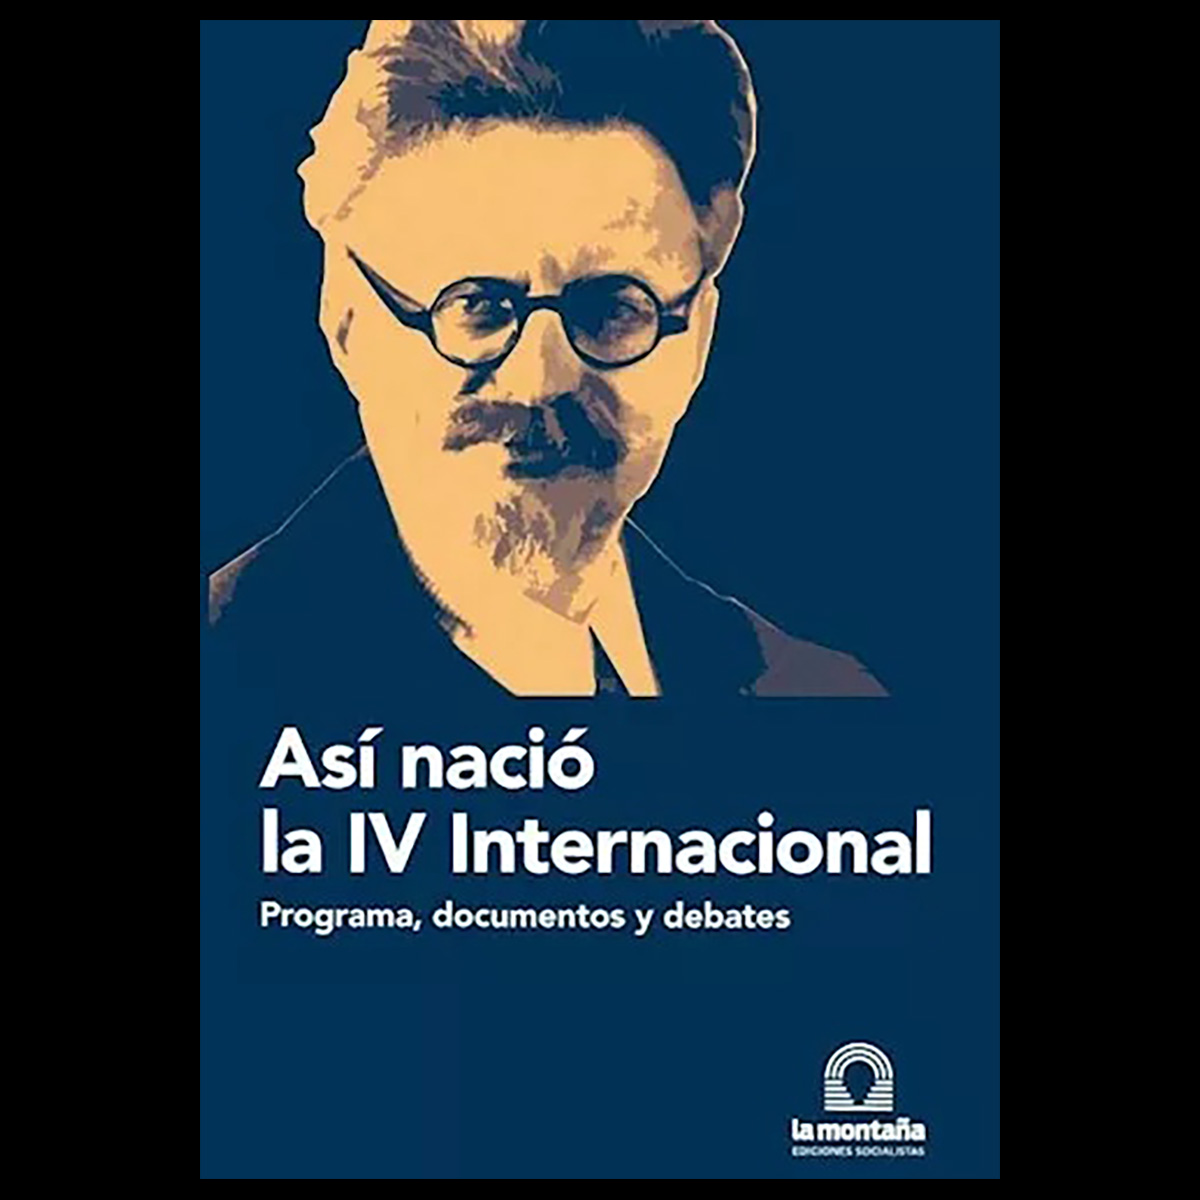 Así nació
la IV Internacional
Programa, documentos y debates
la montaña
EDICIONES SOCIALISTAS